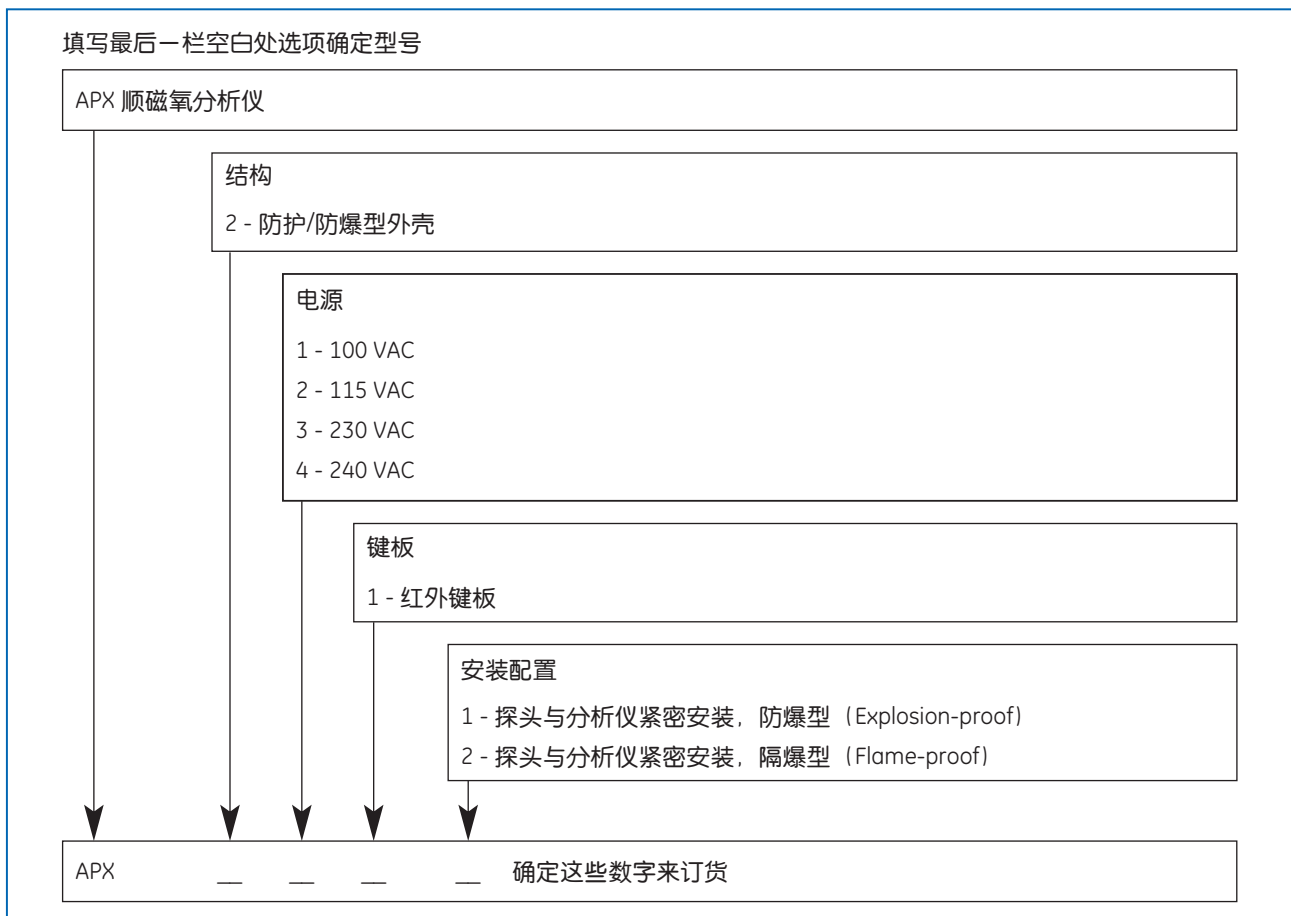 填写最后一栏空白处选项确定型号
APX 顺磁氧分析仪
结构
2 - 防护/防爆型外壳
电源
1 - 100 VAC
2 - 115 VAC
3 - 230 VAC
4 - 240 VAC
键板
1 - 红外键板
安装配置
1 - 探头与分析仪紧密安装，防爆型（Explosion-proof）
2 - 探头与分析仪紧密安装，隔爆型（Flame-proof）
APX __ __ __ __ 确定这些数字来订货